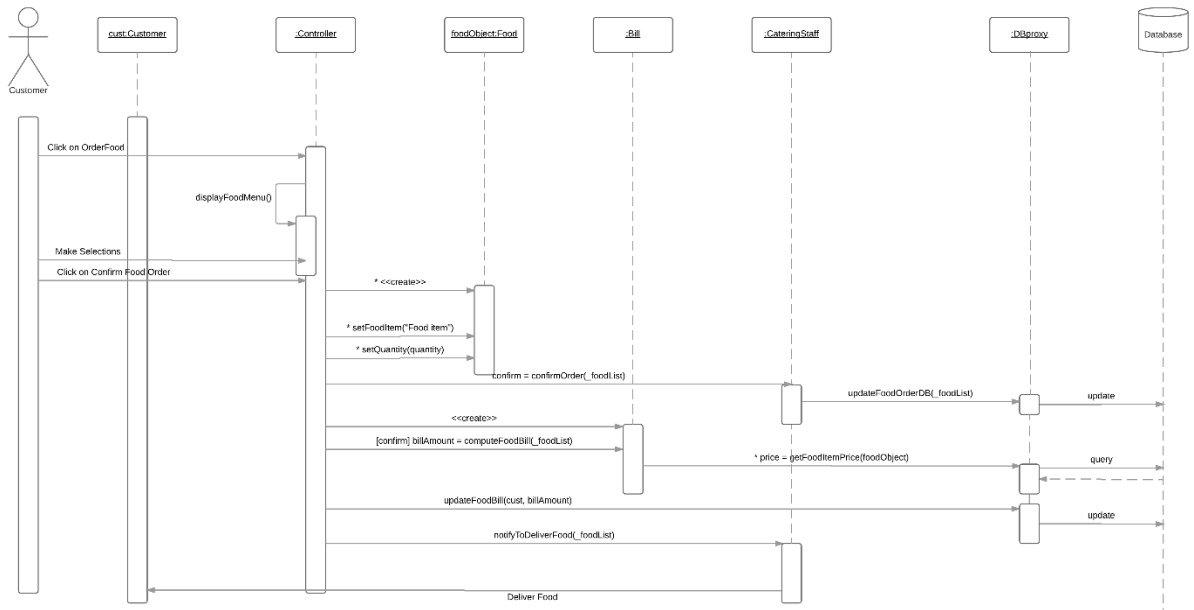 cust:Customer
:Controller
foodObject:Food
:Bill
:CateringStaff
:DBproxy
Database
Customer
Click on OrderFood
displayFoodMenu()
Make Selections
Click on Confirm Food Order
* <<create>>
* setFoodItem("Food item")
* setQuantity(quantity)
confirm = confirmOrder(_foodList)
updateFoodOrderDB(_foodList)
update
<<create>>
[confirm] billAmount = computeFoodBill(_foodList)
* price = getFoodItemPrice(foodObject)
query
updateFoodBill(cust, billAmount)
update
notifyToDeliverFood(_foodList)
Deliver Food